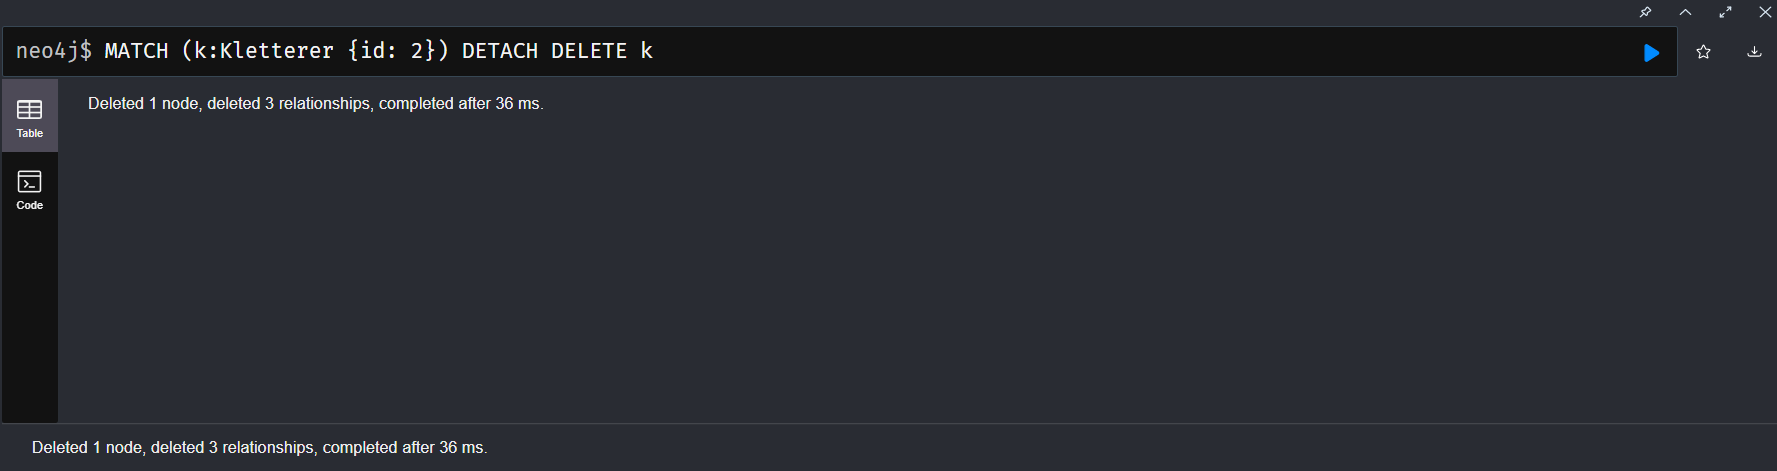 neo4j$ MATCH (k:Kletterer {id: 2}) DETACH DELETE k
Deleted 1 node, deleted 3 relationships, completed after 36 ms.
Table
Code
Deleted 1 node, deleted 3 relationships, completed after 36 ms.